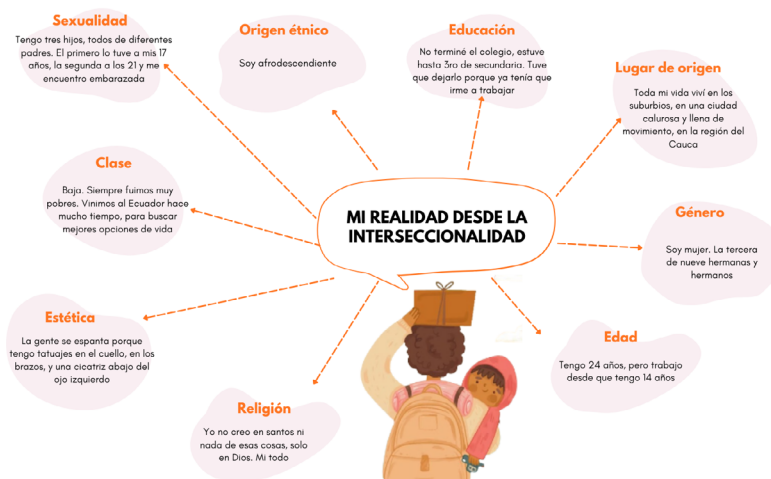 Sexualidad
Tengo tres hijos, todos de diferentes
padres. El primero lo tuve a mis 17
años, la segunda a los 21 y me
encuentro embarazada
Origen étnico
Soy afrodescendiente
Educación
No terminé el colegio, estuve
hasta 3ro de secundaria. Tuve
que dejarlo porque ya tenía que
irme a trabajar
Lugar de origen
Toda mi vida viví en los
suburbios, en una ciudad
calurosa y llena de
movimiento, en la región del
Cauca
Clase
Baja. Siempre fuimos muy
pobres. Vinimos al Ecuador hace
mucho tiempo, para buscar
mejores opciones de vida
MI REALIDAD DESDE LA
INTERSECCIONALIDAD
Género
Soy mujer. La tercera
de nueve hermanas y
hermanos
Estética
La gente se espanta porque
tengo tatuajes en el cuello, en los
brazos, y una cicatriz abajo del
ojo izquierdo
Edad
Tengo 24 años, pero trabajo
desde que tengo 14 años
Religión
Yo no creo en santos ni
nada de esas cosas, solo
en Dios. Mi todo